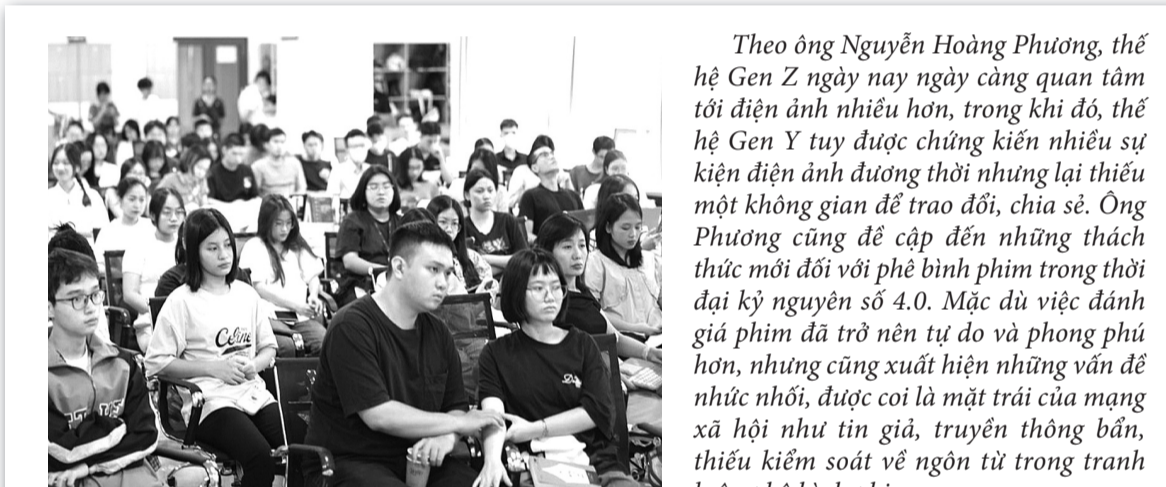 Theo ông Nguyễn Hoàng Phương, thế
hệ Gen Z ngày nay ngày càng quan tâm
tới điện ảnh nhiều hơn, trong khi đó, thế
hệ Gen Y tuy được chứng kiến nhiều sự
kiện điện ảnh đương thời nhưng lại thiếu
một không gian để trao đổi, chia sẻ. Ông
Phương cũng đề cập đến những thách
thức mới đối với phê bình phim trong thời
đại kỷ nguyên số 4.0. Mặc dù việc đánh
giá phim đã trở nên tự do và phong phú
hơn, nhưng cũng xuất hiện những vấn đề
nhức nhối, được coi là mặt trái của mạng
xã hội như tin giả, truyền thông bẩn,
thiếu kiểm soát về ngôn từ trong tranh
Celine